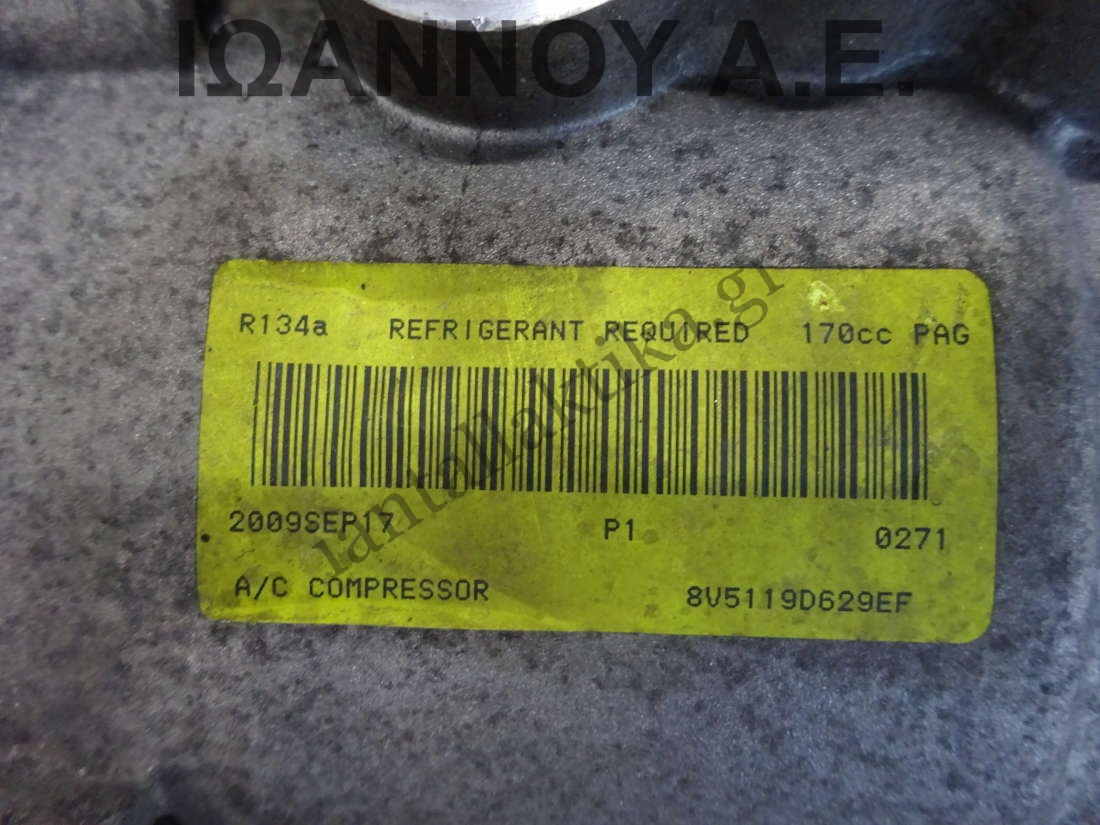 ΙΩΑΝΝΟΥ Α.Ε.
R134a REFRIGERANT REQUIRED 170cc PAG
2009SEP17 P1 0271
A/C COMPRESSOR 8V5119D629EF
iantallaktika.gr